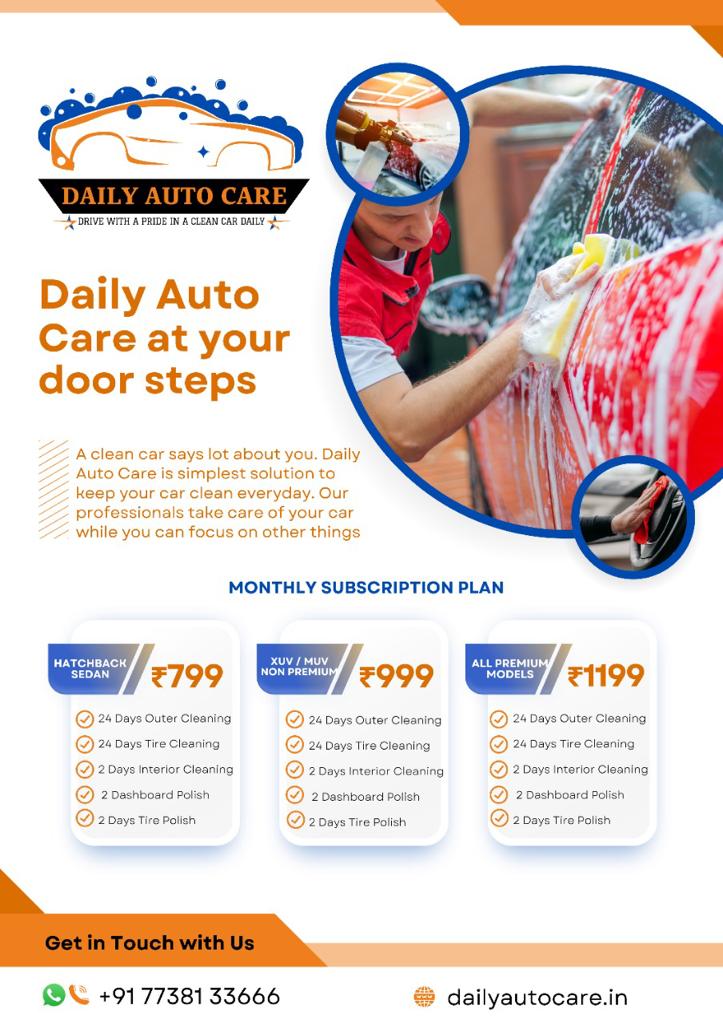 DAILY AUTO CARE
DRIVE WITH A PRIDE IN A CLEAN CAR DAILY
Daily Auto
Care at your
door steps
A clean car says lot about you. Daily
Auto Care is simplest solution to
keep your car clean everyday. Our
professionals take care of your car
while you can focus on other things
MONTHLY SUBSCRIPTION PLAN
HATCHBACK
SEDAN
₹799
24 Days Outer Cleaning
24 Days Tire Cleaning
2 Days Interior Cleaning
2 Dashboard Polish
2 Days Tire Polish
XUV / MUV
NON PREMIUM
₹999
24 Days Outer Cleaning
24 Days Tire Cleaning
2 Days Interior Cleaning
2 Dashboard Polish
2 Days Tire Polish
ALL PREMIUM
MODELS
₹1199
24 Days Outer Cleaning
24 Days Tire Cleaning
2 Days Interior Cleaning
2 Dashboard Polish
2 Days Tire Polish
Get in Touch with Us
+91 77381 33666
dailyautocare.in